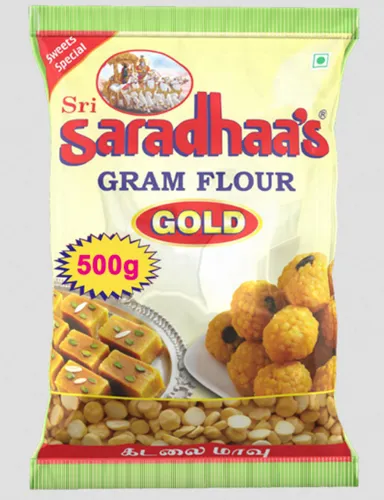 Sweets
Special
Sri
Saradhaa's®
GRAM FLOUR
GOLD
500g
கடலை மாவு